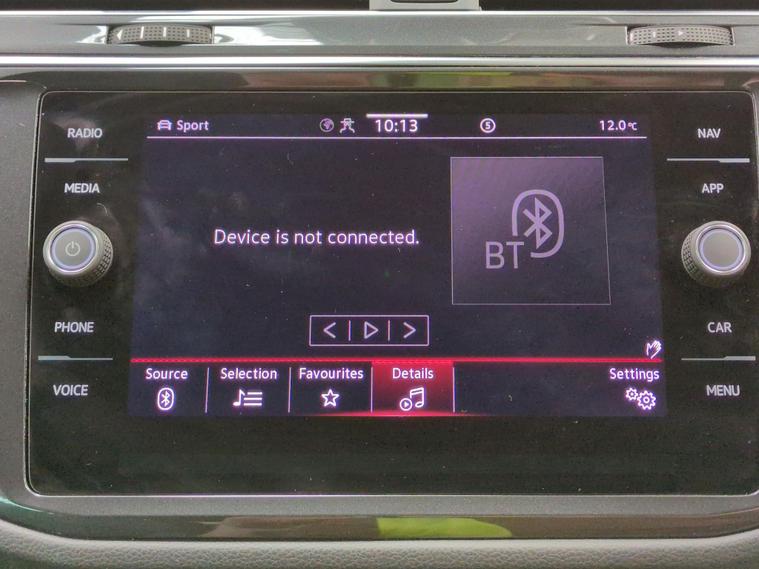 RADIO
Sport
10:13
5
12.0°C
NAV
MEDIA
APP
Device is not connected.
BT
PHONE
CAR
Source
Selection
Favourites
Details
Settings
VOICE
MENU